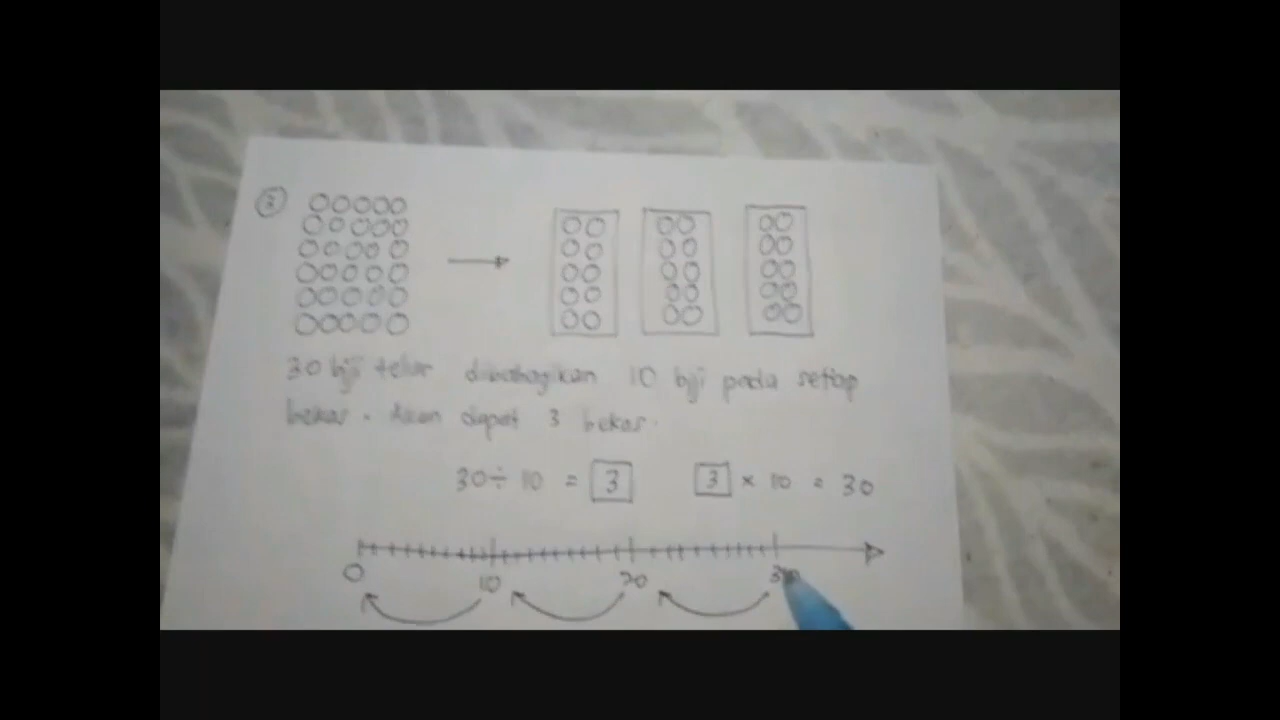 3
30 biji telur dibahagikan 10 biji pada setiap
bekas. Akan dapat 3 bekas.
30 ÷ 10 = 3 3 × 10 = 30
0 10 20 30